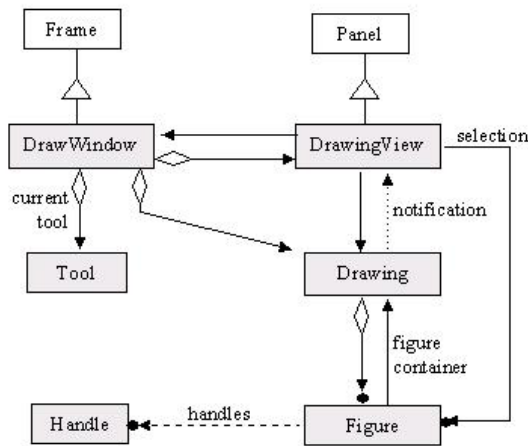 Frame
Panel
DrawWindow
DrawingView
selection
current
tool
notification
Tool
Drawing
figure
container
Handle
handles
Figure